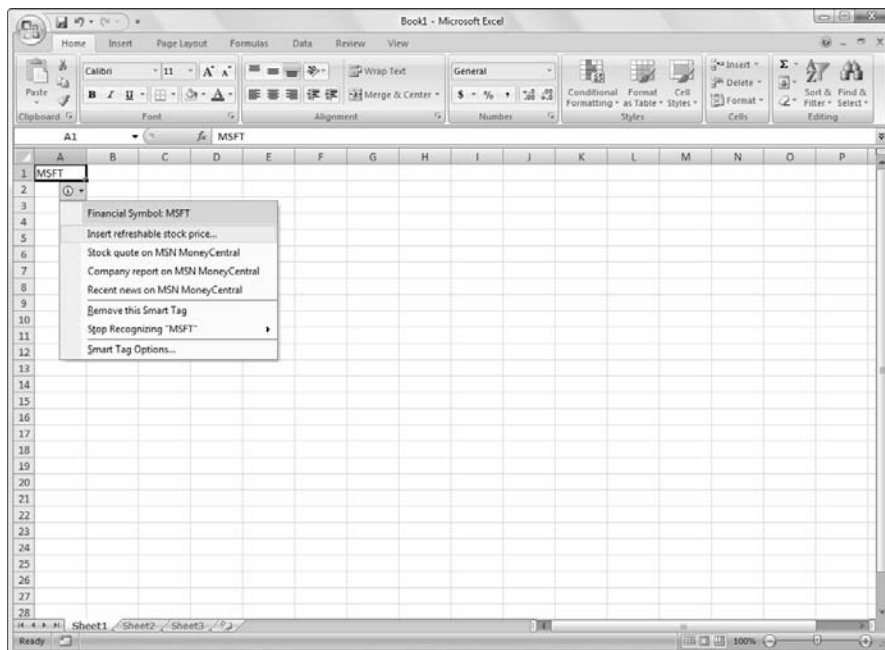 Book1 - Microsoft Excel
Home Insert Page Layout Formulas Data Review View
Paste
Calibri 11 A A
B I U A
Wrap Text
Merge & Center
General
$ % ,
Conditional Formatting
Format as Table
Cell Styles
Insert
Delete
Format
Σ
Sort & Filter
Find & Select
Clipboard Font Alignment Number Styles Cells Editing
A1 fx MSFT
A B C D E F G H I J K L M N O P
1 MSFT
2
3
4
5
6
7
8
9
10
11
12
13
14
15
16
17
18
19
20
21
22
23
24
25
26
27
28
Financial Symbol: MSFT
Insert refreshable stock price...
Stock quote on MSN MoneyCentral
Company report on MSN MoneyCentral
Recent news on MSN MoneyCentral
Remove this Smart Tag
Stop Recognizing "MSFT"
Smart Tag Options...
Sheet1 Sheet2 Sheet3
Ready 100%